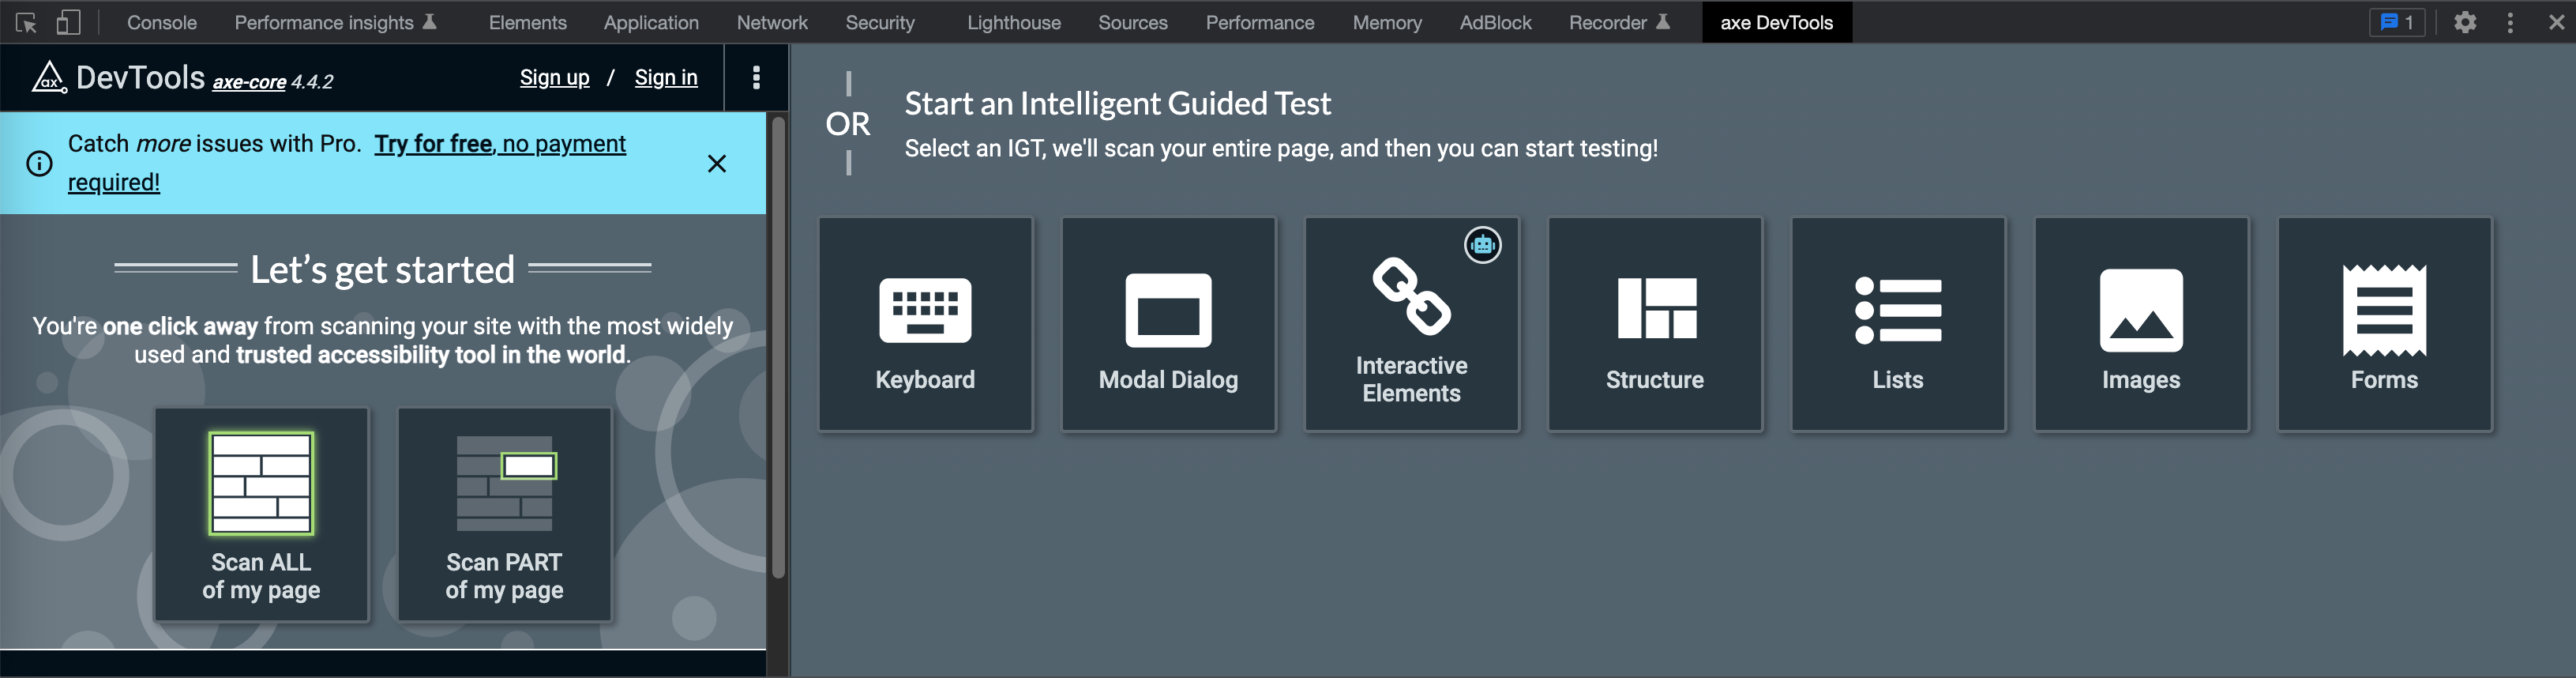 Console Performance insights Elements Application Network Security Lighthouse Sources Performance Memory AdBlock Recorder axe DevTools 1
ax DevTools axe-core 4.4.2 Sign up / Sign in
Catch more issues with Pro. Try for free, no payment
required!
Let’s get started
You're one click away from scanning your site with the most widely
used and trusted accessibility tool in the world.
Scan ALL
of my page
Scan PART
of my page
OR
Start an Intelligent Guided Test
Select an IGT, we'll scan your entire page, and then you can start testing!
Keyboard
Modal Dialog
Interactive
Elements
Structure
Lists
Images
Forms